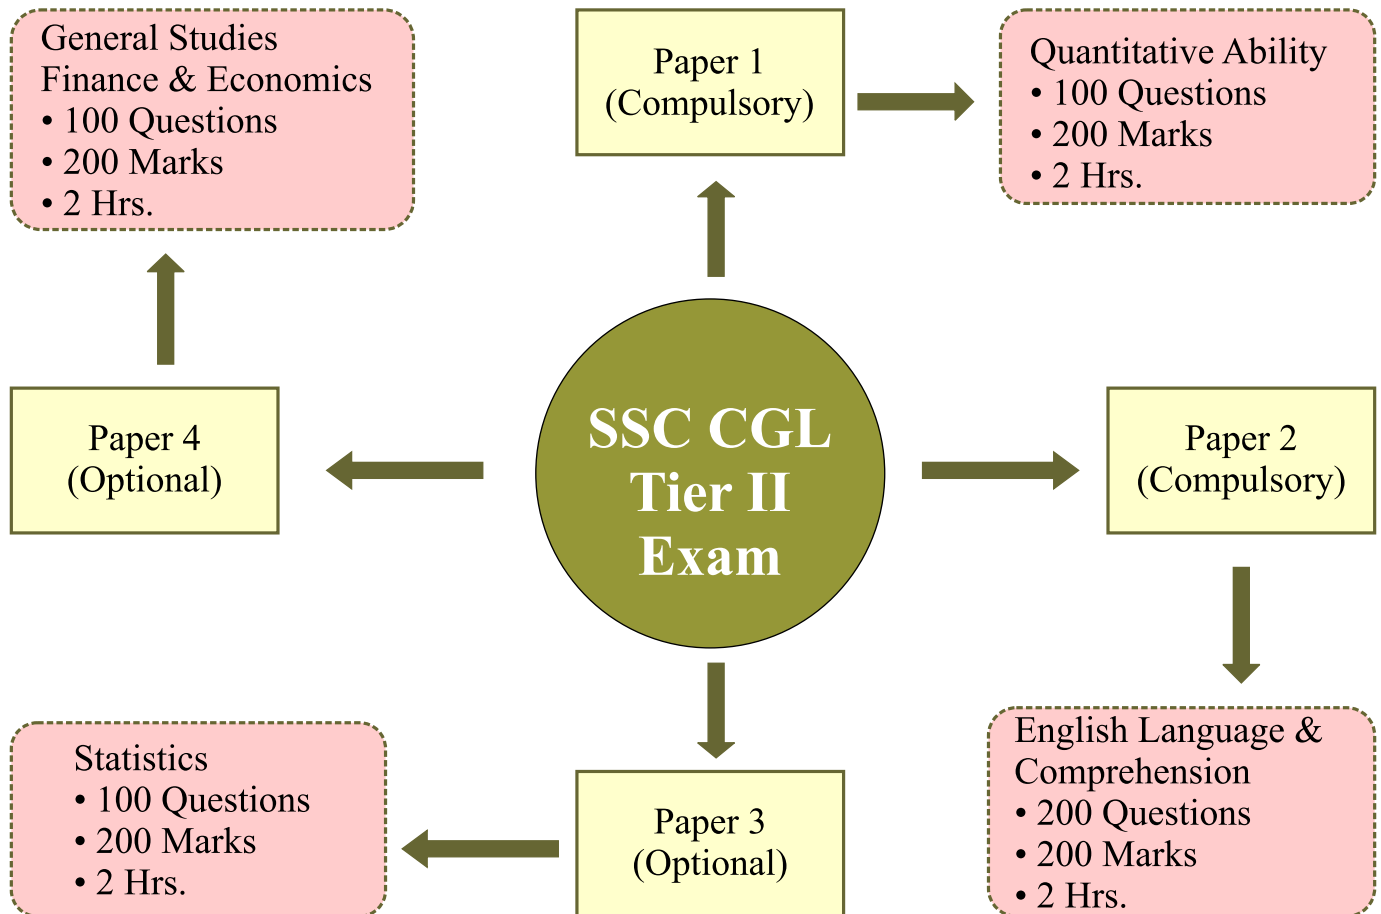 General Studies
Finance & Economics
• 100 Questions
• 200 Marks
• 2 Hrs.
Paper 1
(Compulsory)
Quantitative Ability
• 100 Questions
• 200 Marks
• 2 Hrs.
Paper 4
(Optional)
SSC CGL
Tier II
Exam
Paper 2
(Compulsory)
Statistics
• 100 Questions
• 200 Marks
• 2 Hrs.
Paper 3
(Optional)
English Language &
Comprehension
• 200 Questions
• 200 Marks
• 2 Hrs.